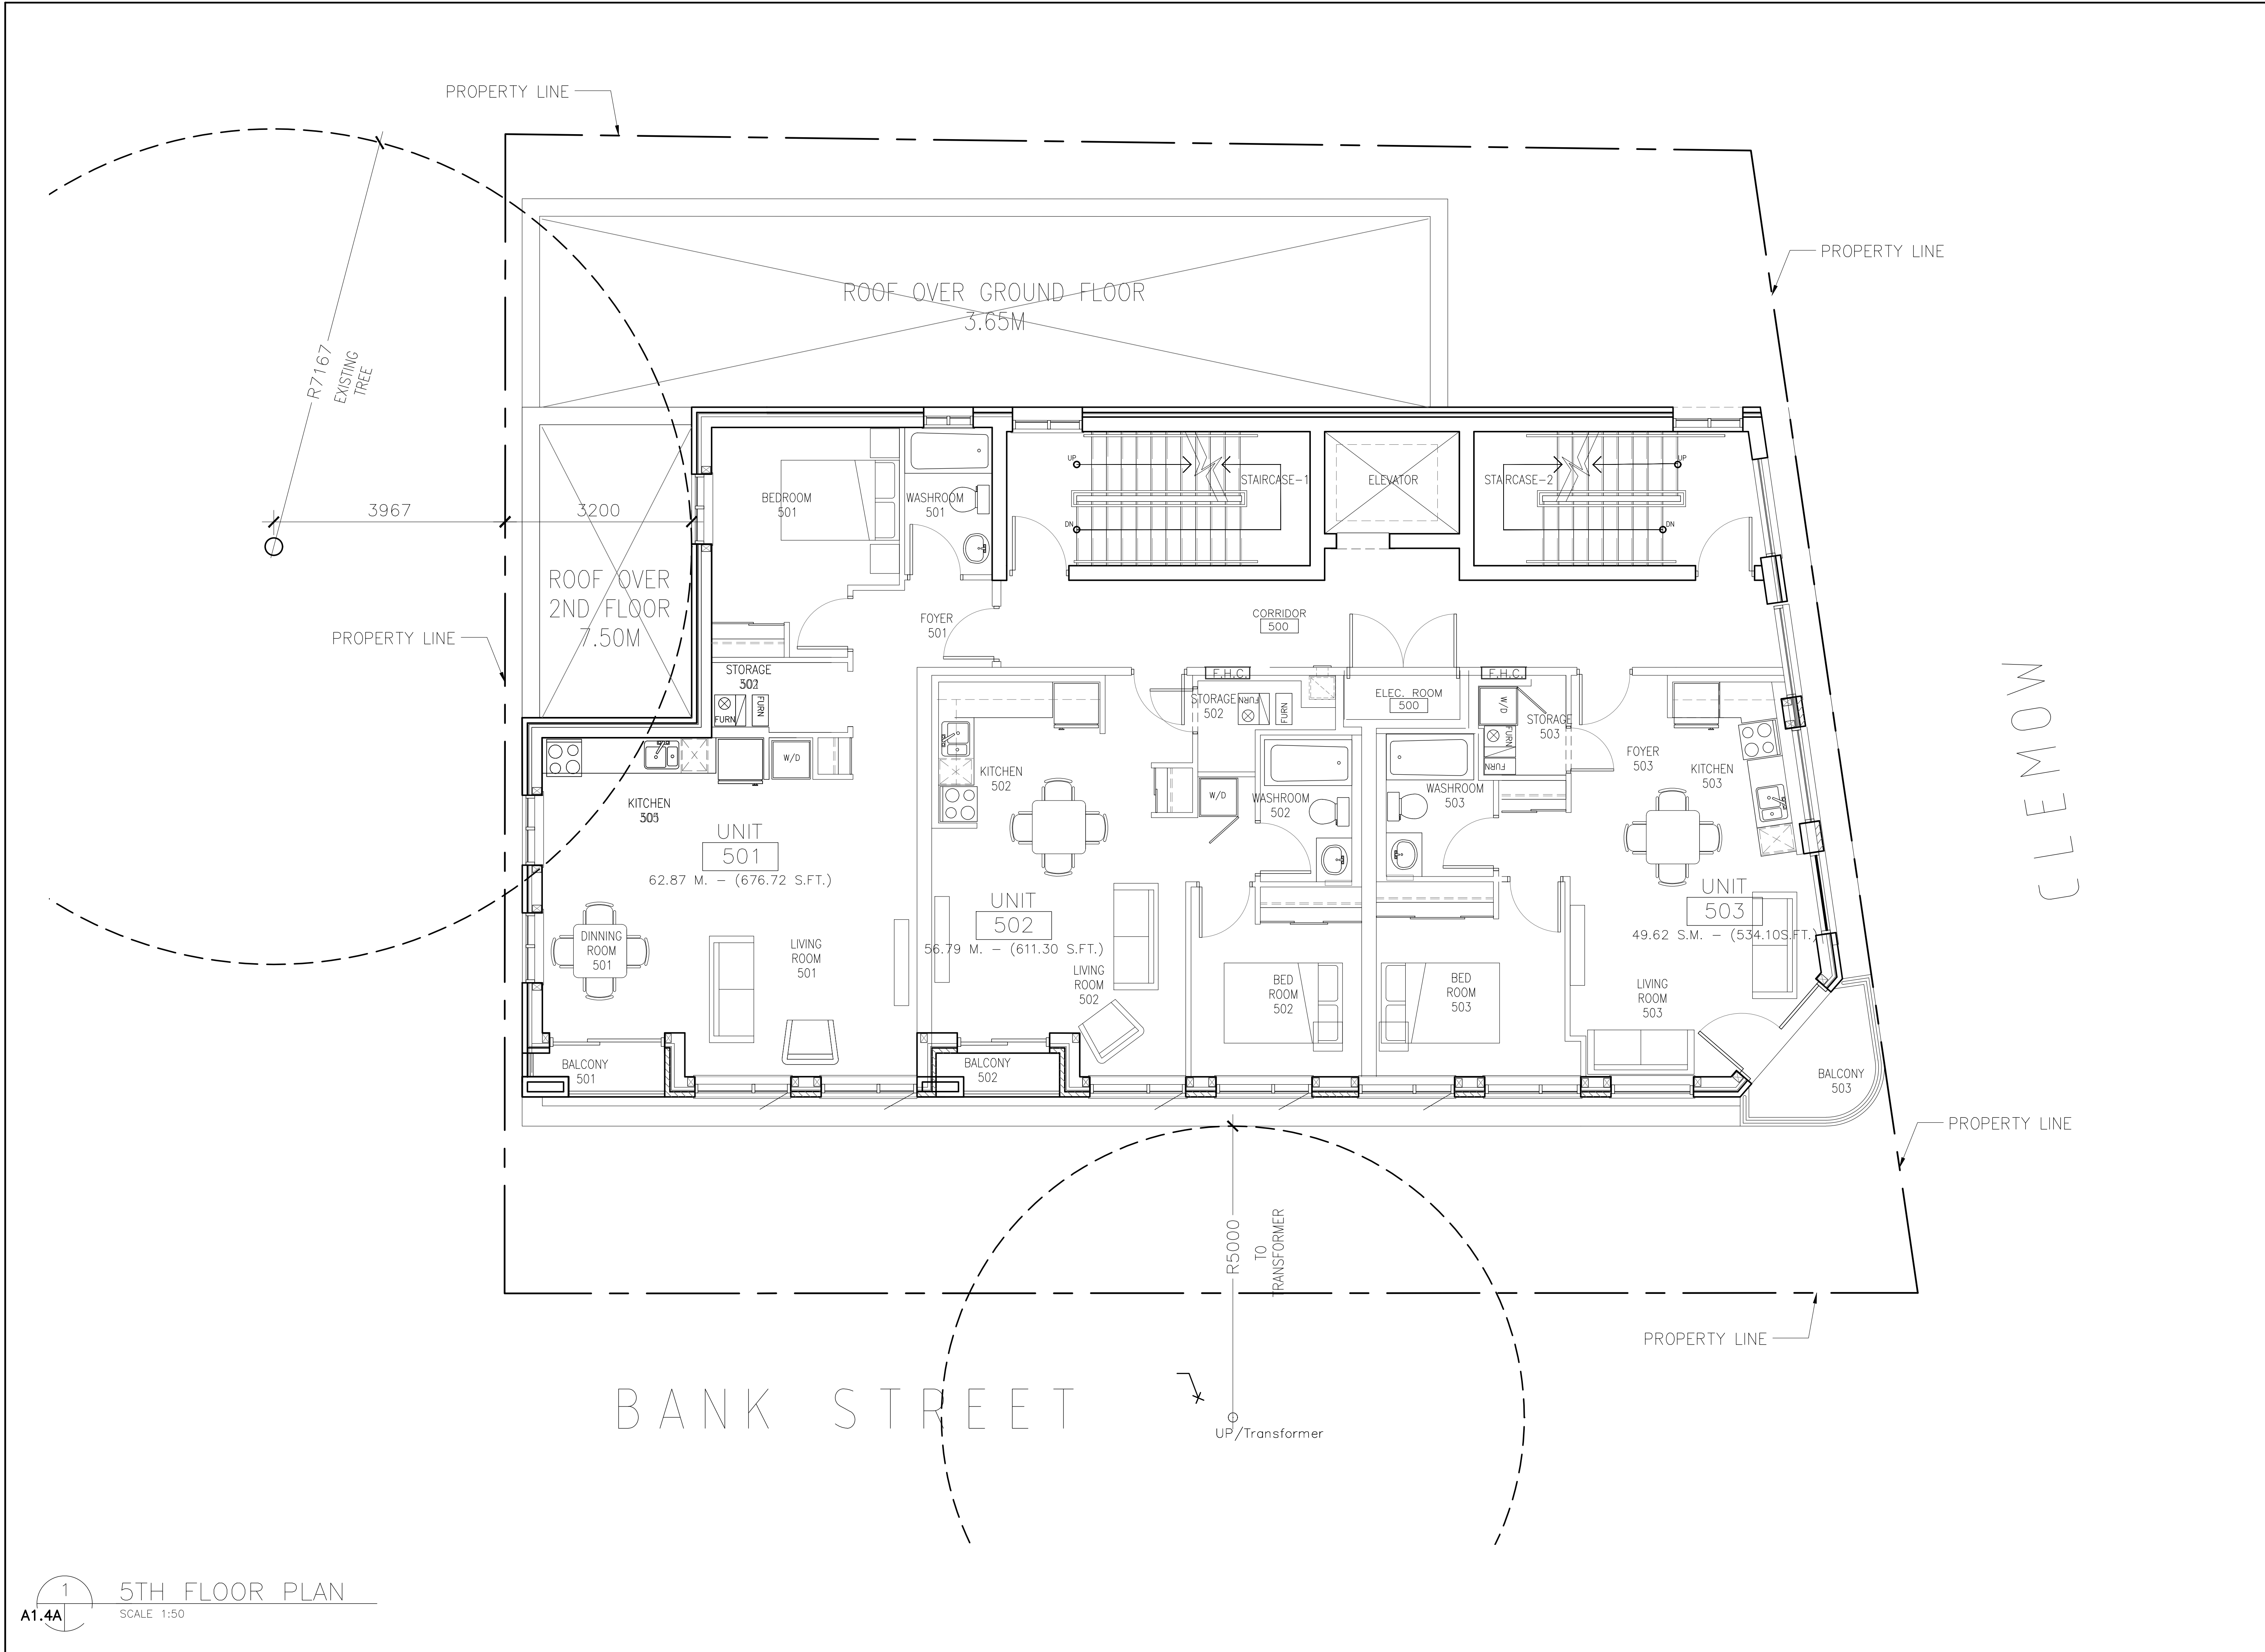 PROPERTY LINE
PROPERTY LINE
ROOF OVER GROUND FLOOR
3.65M
R7167
EXISTING
TREE
3967
3200
ROOF OVER
2ND FLOOR
7.50M
PROPERTY LINE
BEDROOM
501
WASHROOM
501
UP
DN
STAIRCASE-1
ELEVATOR
STAIRCASE-2
UP
DN
FOYER
501
CORRIDOR
500
STORAGE
FURN
FURN
F.H.C.
F.H.C.
STORAGE
502
FURN
FURN
ELEC. ROOM
500
W/D
STORAGE
503
FURN
FURN
FOYER
503
KITCHEN
503
W/D
KITCHEN
UNIT
501
62.87 M. - (676.72 S.FT.)
KITCHEN
502
W/D
WASHROOM
502
WASHROOM
503
UNIT
502
56.79 M. - (611.30 S.FT.)
UNIT
503
49.62 S.M. - (534.10S.FT.)
DINNING
ROOM
501
LIVING
ROOM
501
LIVING
ROOM
502
BED
ROOM
502
BED
ROOM
503
LIVING
ROOM
503
BALCONY
501
BALCONY
502
BALCONY
503
CLEMOW
PROPERTY LINE
R5000
TO
TRANSFORMER
PROPERTY LINE
BANK STREET
UP/Transformer
1
A1.4A
5TH FLOOR PLAN
SCALE 1:50